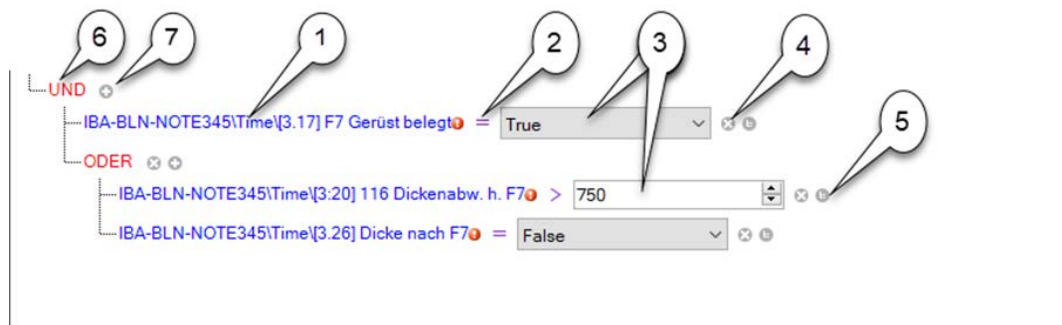 6 7 1 2 3 4
UND
IBA-BLN-NOTE345\Time\[3.17] F7 Gerüst belegt = True
5
ODER
IBA-BLN-NOTE345\Time\[3:20] 116 Dickenabw. h. F7 > 750
IBA-BLN-NOTE345\Time\[3.26] Dicke nach F7 = False